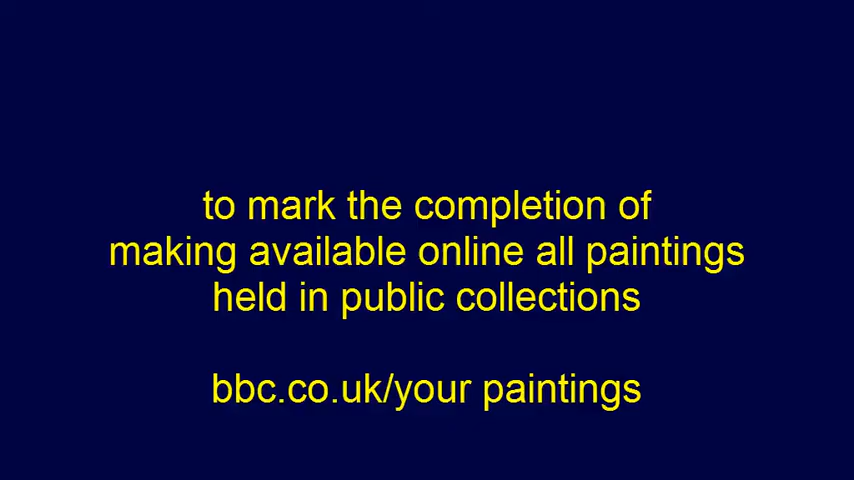 to mark the completion of
making available online all paintings
held in public collections
bbc.co.uk/your paintings